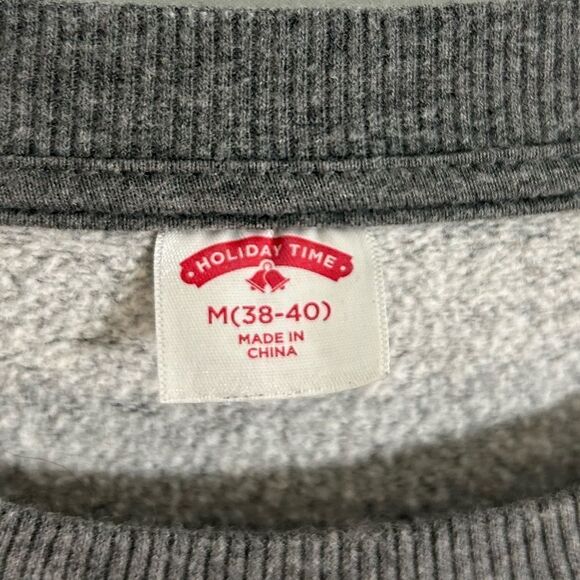 • HOLIDAY TIME •
M(38-40)
MADE IN
CHINA